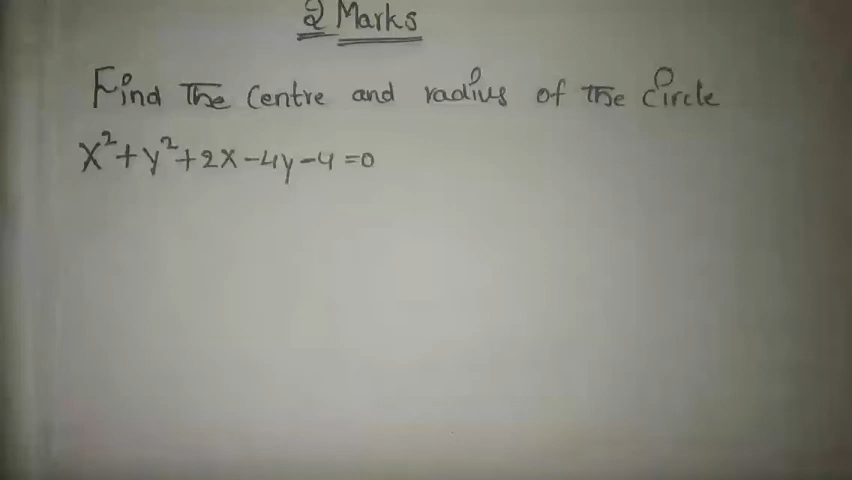 2 Marks
Find The Centre and radius of the Circle
x²+y²+2x-4y-4=0